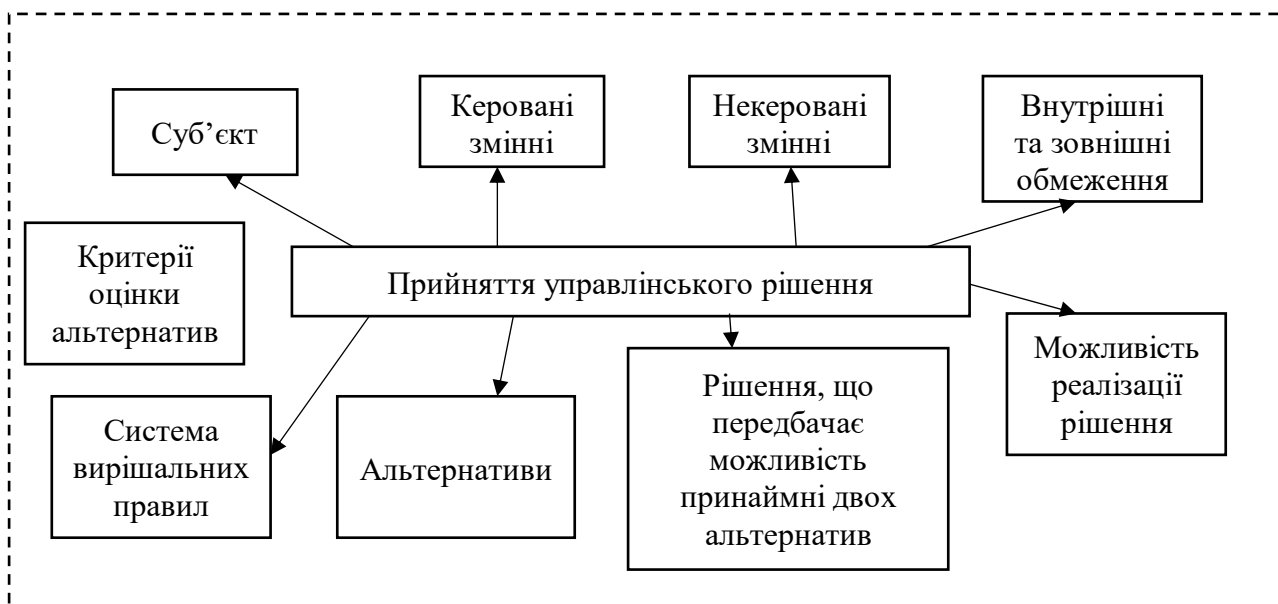 Суб’єкт
Керовані
змінні
Некеровані
змінні
Внутрішні
та зовнішні
обмеження
Критерії
оцінки
альтернатив
Прийняття управлінського рішення
Можливість
реалізації
рішення
Система
вирішальних
правил
Альтернативи
Рішення, що
передбачає
можливість
принаймні двох
альтернатив